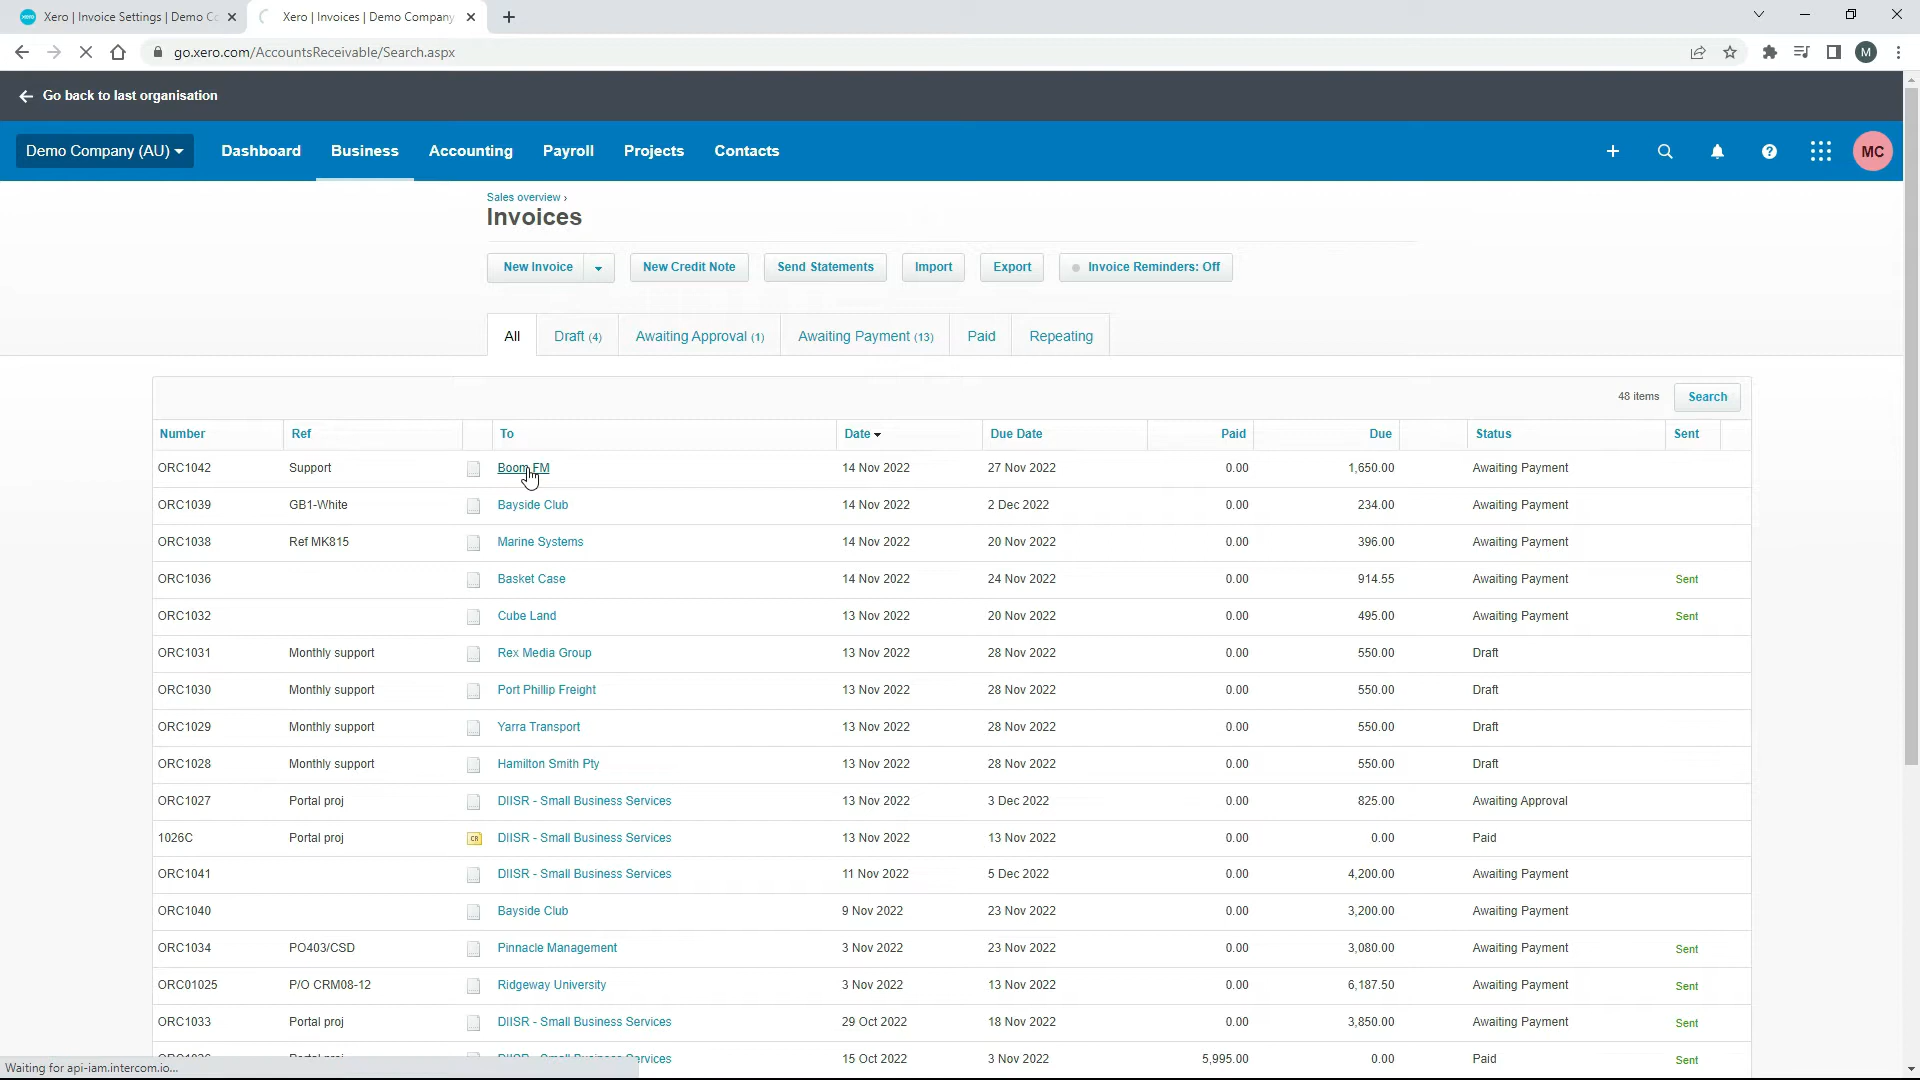 xero Xero | Invoice Settings | Demo Co
Xero | Invoices | Demo Company
go.xero.com/AccountsReceivable/Search.aspx
M
Go back to last organisation
Demo Company (AU) Dashboard Business Accounting Payroll Projects Contacts MC
Sales overview ›
Invoices
New Invoice New Credit Note Send Statements Import Export Invoice Reminders: Off
All Draft (4) Awaiting Approval (1) Awaiting Payment (13) Paid Repeating
48 items Search
Number Ref To Date Due Date Paid Due Status Sent
ORC1042 Support Boom FM 14 Nov 2022 27 Nov 2022 0.00 1,650.00 Awaiting Payment
ORC1039 GB1-White Bayside Club 14 Nov 2022 2 Dec 2022 0.00 234.00 Awaiting Payment
ORC1038 Ref MK815 Marine Systems 14 Nov 2022 20 Nov 2022 0.00 396.00 Awaiting Payment
ORC1036 Basket Case 14 Nov 2022 24 Nov 2022 0.00 914.55 Awaiting Payment Sent
ORC1032 Cube Land 13 Nov 2022 20 Nov 2022 0.00 495.00 Awaiting Payment Sent
ORC1031 Monthly support Rex Media Group 13 Nov 2022 28 Nov 2022 0.00 550.00 Draft
ORC1030 Monthly support Port Phillip Freight 13 Nov 2022 28 Nov 2022 0.00 550.00 Draft
ORC1029 Monthly support Yarra Transport 13 Nov 2022 28 Nov 2022 0.00 550.00 Draft
ORC1028 Monthly support Hamilton Smith Pty 13 Nov 2022 28 Nov 2022 0.00 550.00 Draft
ORC1027 Portal proj DIISR - Small Business Services 13 Nov 2022 3 Dec 2022 0.00 825.00 Awaiting Approval
1026C Portal proj CR DIISR - Small Business Services 13 Nov 2022 13 Nov 2022 0.00 0.00 Paid
ORC1041 DIISR - Small Business Services 11 Nov 2022 5 Dec 2022 0.00 4,200.00 Awaiting Payment
ORC1040 Bayside Club 9 Nov 2022 23 Nov 2022 0.00 3,200.00 Awaiting Payment
ORC1034 PO403/CSD Pinnacle Management 3 Nov 2022 23 Nov 2022 0.00 3,080.00 Awaiting Payment Sent
ORC01025 P/O CRM08-12 Ridgeway University 3 Nov 2022 13 Nov 2022 0.00 6,187.50 Awaiting Payment Sent
ORC1033 Portal proj DIISR - Small Business Services 29 Oct 2022 18 Nov 2022 0.00 3,850.00 Awaiting Payment Sent
15 Oct 2022 3 Nov 2022 5,995.00 0.00 Paid Sent
Waiting for api-iam.intercom.io...